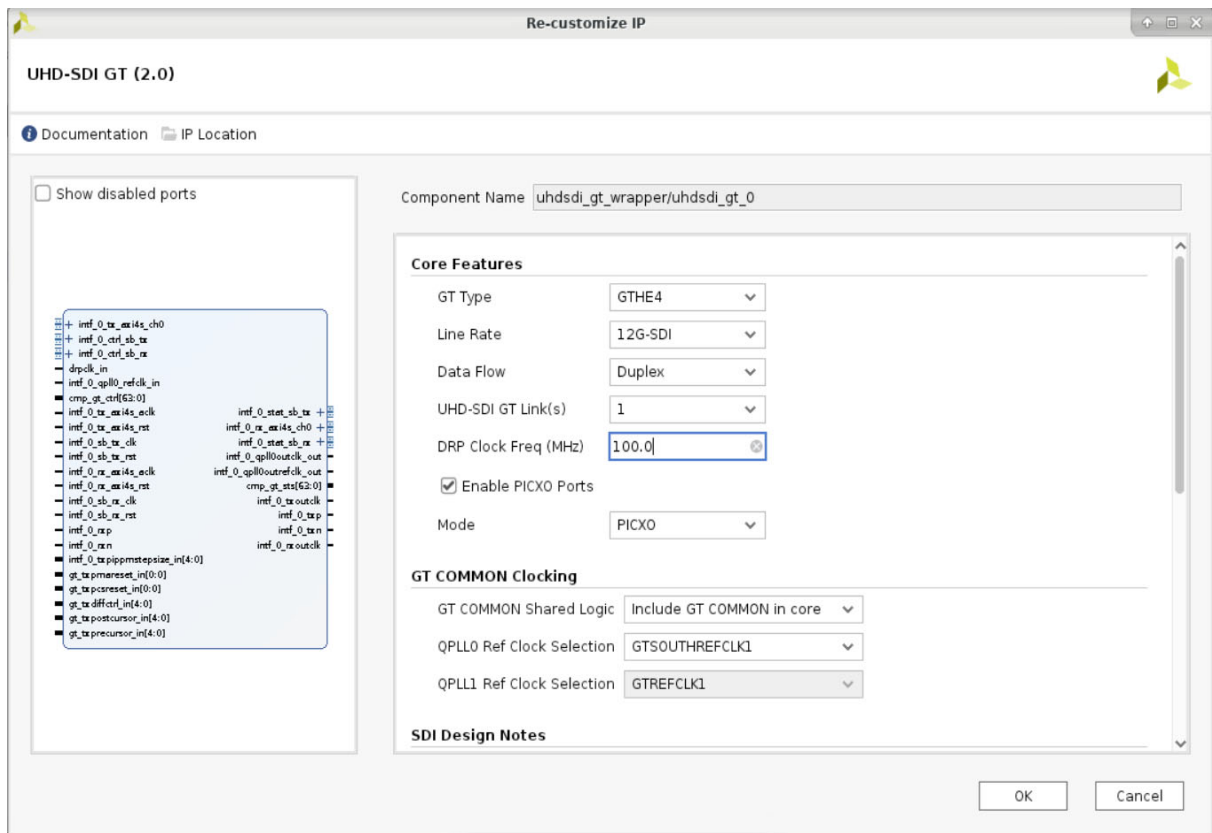 Re-customize IP
UHD-SDI GT (2.0)
Documentation IP Location
Show disabled ports
intf_0_tx_axi4s_ch0
intf_0_ctrl_sb_tx
intf_0_ctrl_sb_rx
drpclk_in
intf_0_qpll0_refclk_in
cmp_gt_ctrl[63:0]
intf_0_tx_axi4s_aclk
intf_0_tx_axi4s_rst
intf_0_sb_tx_clk
intf_0_sb_tx_rst
intf_0_rx_axi4s_aclk
intf_0_rx_axi4s_rst
intf_0_sb_rx_clk
intf_0_sb_rx_rst
intf_0_rxp
intf_0_rxn
intf_0_txpippmstepsize_in[4:0]
gt_txpmareset_in[0:0]
gt_txpcsreset_in[0:0]
gt_txdiffctrl_in[4:0]
gt_txpostcursor_in[4:0]
gt_txprecursor_in[4:0]
intf_0_stat_sb_tx
intf_0_rx_axi4s_ch0
intf_0_stat_sb_rx
intf_0_qpll0outclk_out
intf_0_qpll0outrefclk_out
cmp_gt_sts[63:0]
intf_0_txoutclk
intf_0_txp
intf_0_txn
intf_0_rxoutclk
Component Name uhdsdi_gt_wrapper/uhdsdi_gt_0
Core Features
GT Type GTHE4
Line Rate 12G-SDI
Data Flow Duplex
UHD-SDI GT Link(s) 1
DRP Clock Freq (MHz) 100.0
Enable PICXO Ports
Mode PICXO
GT COMMON Clocking
GT COMMON Shared Logic Include GT COMMON in core
QPLL0 Ref Clock Selection GTSOUTHREFCLK1
QPLL1 Ref Clock Selection GTREFCLK1
SDI Design Notes
OK Cancel